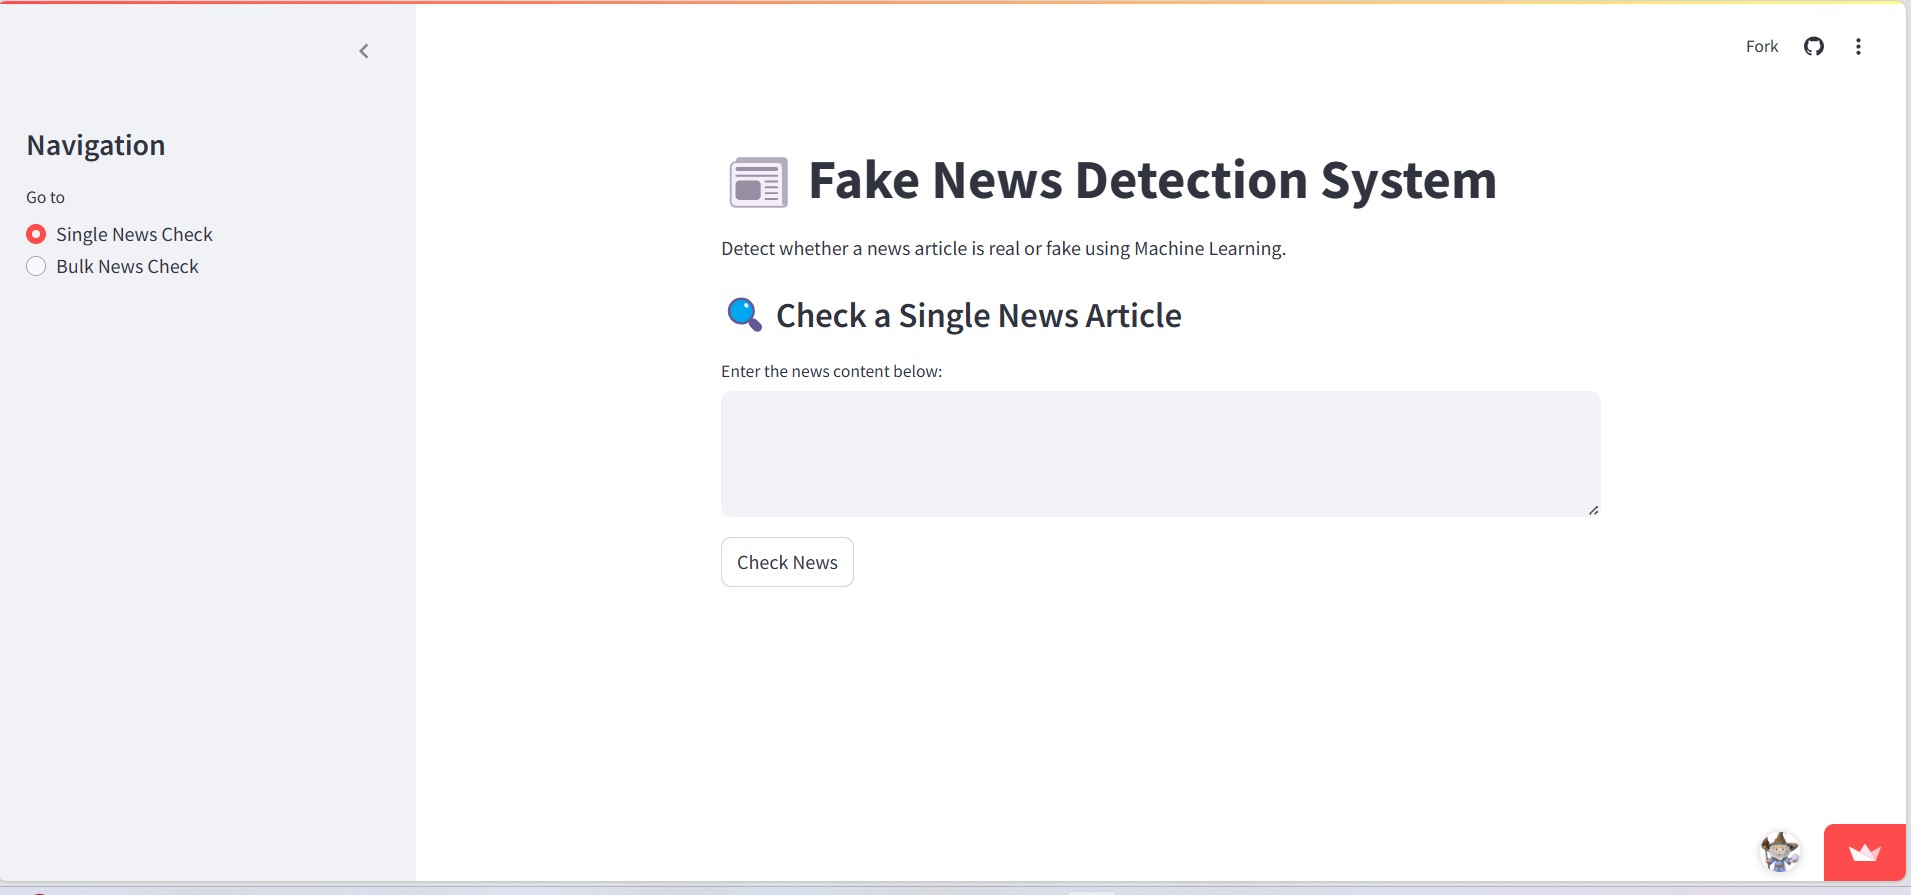 Fork
Navigation
Go to
Single News Check
Bulk News Check
Fake News Detection System
Detect whether a news article is real or fake using Machine Learning.
Check a Single News Article
Enter the news content below:
Check News